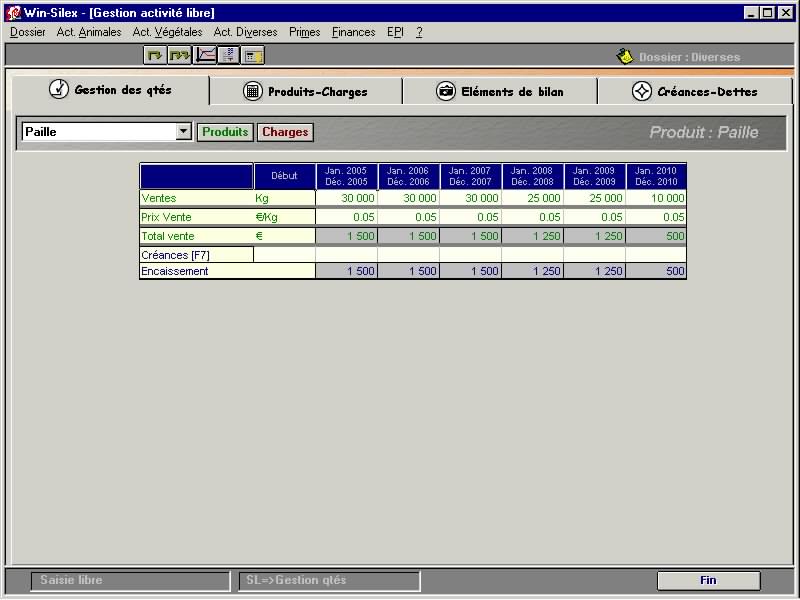 Win-Silex - [Gestion activité libre]
Dossier Act. Animales Act. Végétales Act. Diverses Primes Finances EPI ?
Dossier : Diverses
Gestion des qtés Produits-Charges Eléments de bilan Créances-Dettes
Paille Produits Charges Produit : Paille
Début Jan. 2005 Déc. 2005 Jan. 2006 Déc. 2006 Jan. 2007 Déc. 2007 Jan. 2008 Déc. 2008 Jan. 2009 Déc. 2009 Jan. 2010 Déc. 2010
Ventes Kg 30 000 30 000 30 000 25 000 25 000 10 000
Prix Vente €/Kg 0.05 0.05 0.05 0.05 0.05 0.05
Total vente € 1 500 1 500 1 500 1 250 1 250 500
Créances [F7]
Encaissement 1 500 1 500 1 500 1 250 1 250 500
Saisie libre SL=>Gestion qtés Fin